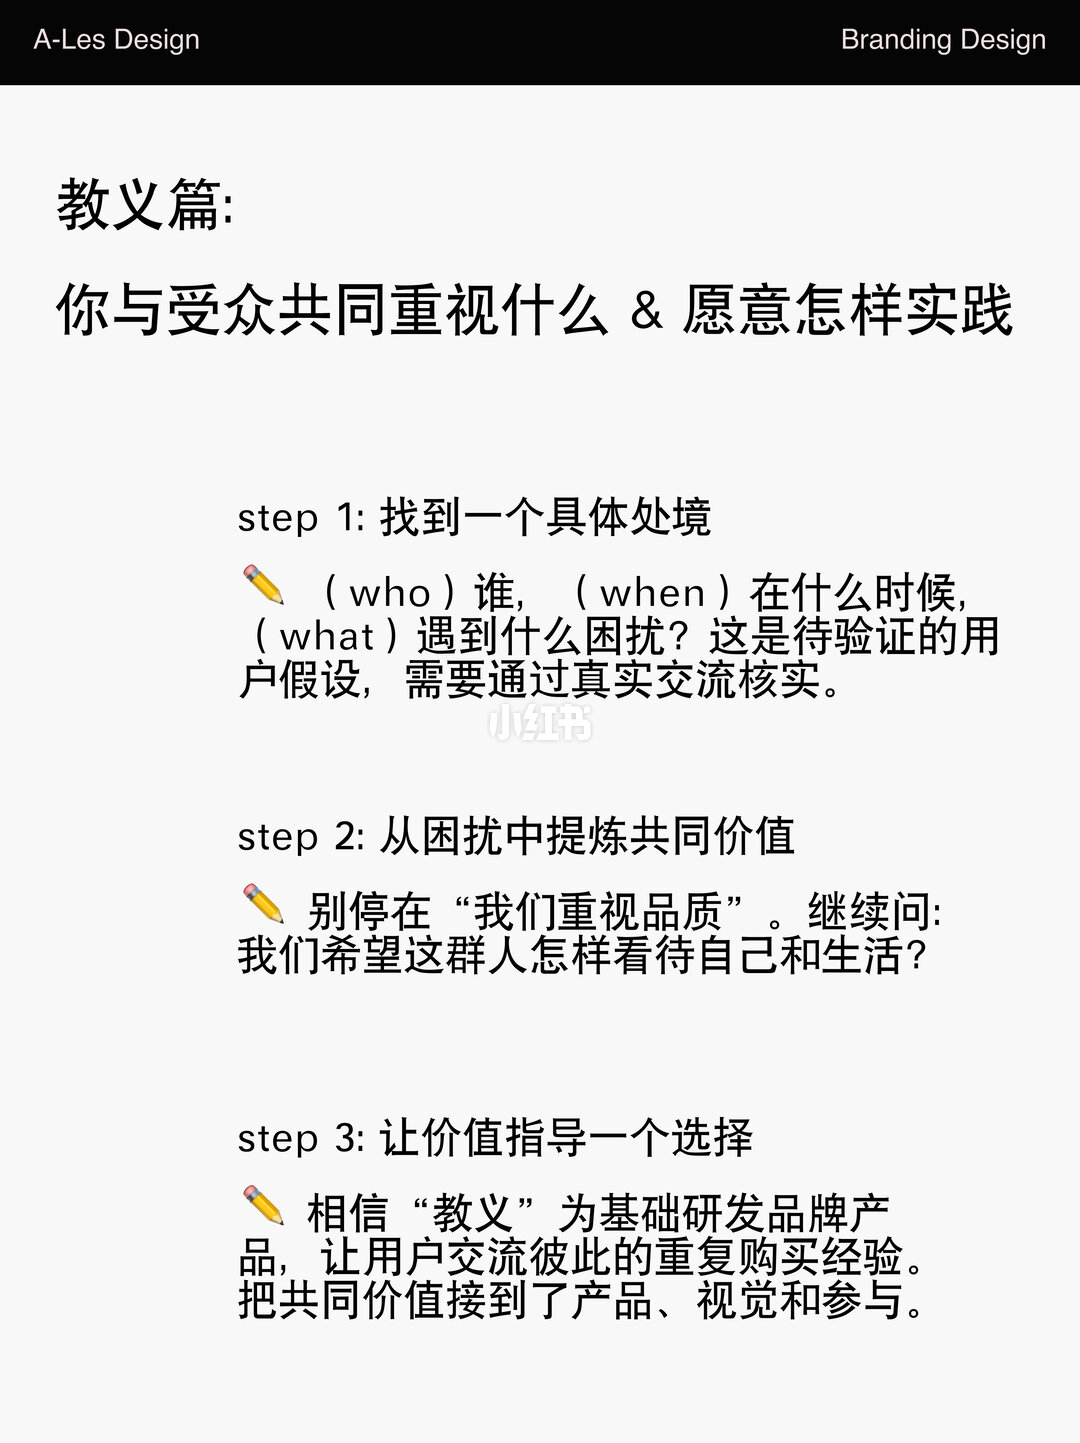 A-Les Design
Branding Design
教义篇:
你与受众共同重视什么 & 愿意怎样实践
step 1: 找到一个具体处境
✏️ （who）谁，（when）在什么时候，
（what）遇到什么困扰？这是待验证的用
户假设，需要通过真实交流核实。
小红书
step 2: 从困扰中提炼共同价值
✏️ 别停在“我们重视品质”。继续问:
我们希望这群人怎样看待自己和生活？
step 3: 让价值指导一个选择
✏️ 相信“教义”为基础研发品牌产
品，让用户交流彼此的重复购买经验。
把共同价值接到了产品、视觉和参与。